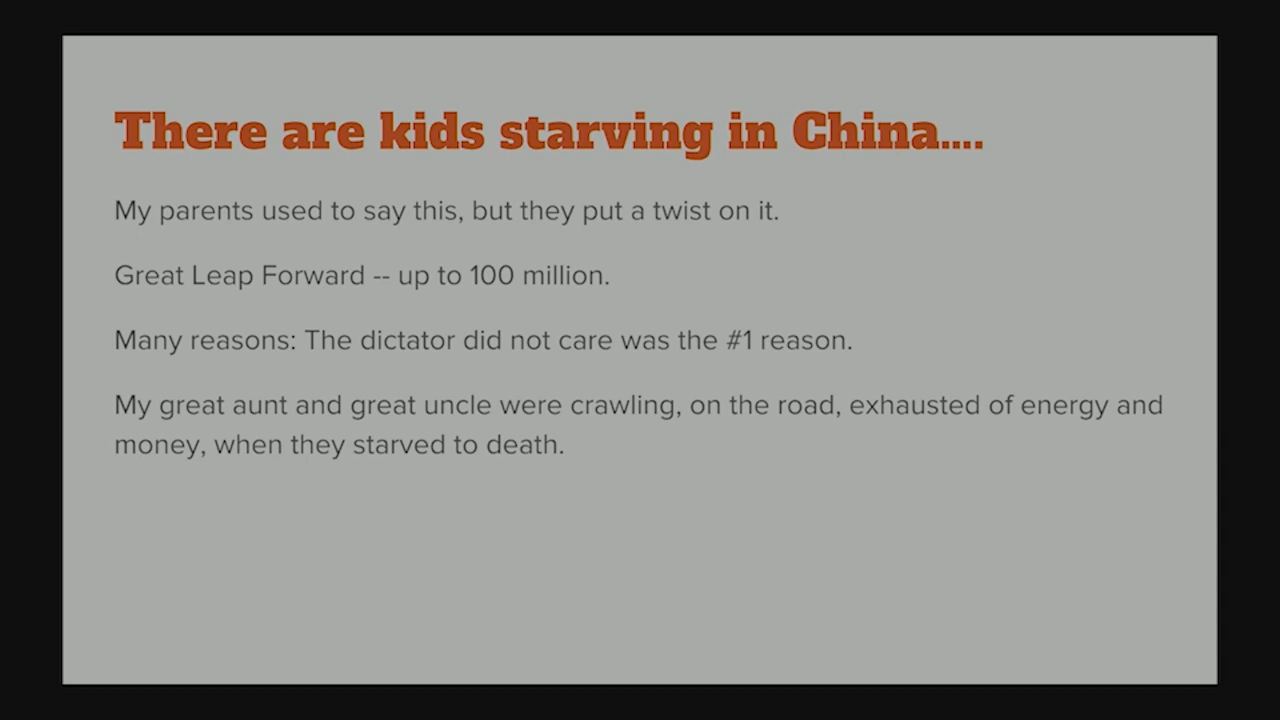 There are kids starving in China....
My parents used to say this, but they put a twist on it.
Great Leap Forward -- up to 100 million.
Many reasons: The dictator did not care was the #1 reason.
My great aunt and great uncle were crawling, on the road, exhausted of energy and
money, when they starved to death.